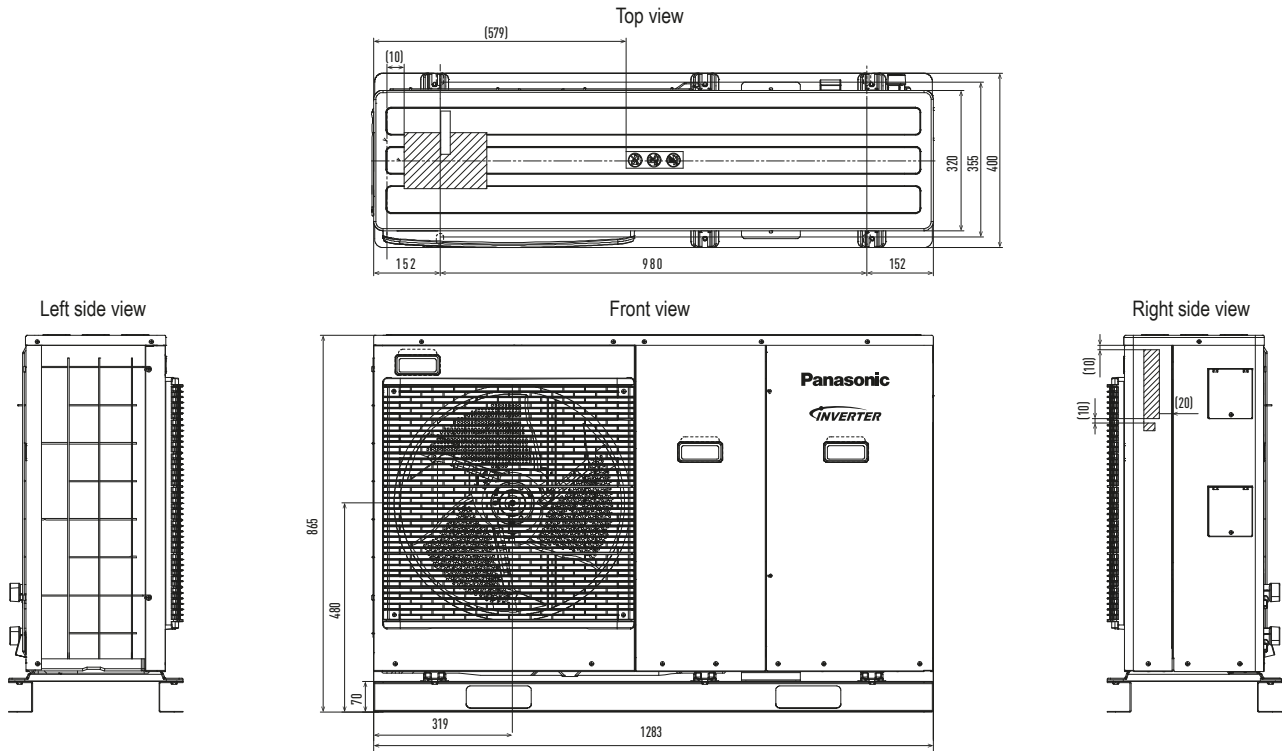 Top view
(579)
(10)
320
355
400
152
980
152
Left side view
Front view
Right side view
865
480
70
319
1283
Panasonic
INVERTER
(10)
(10)
(20)